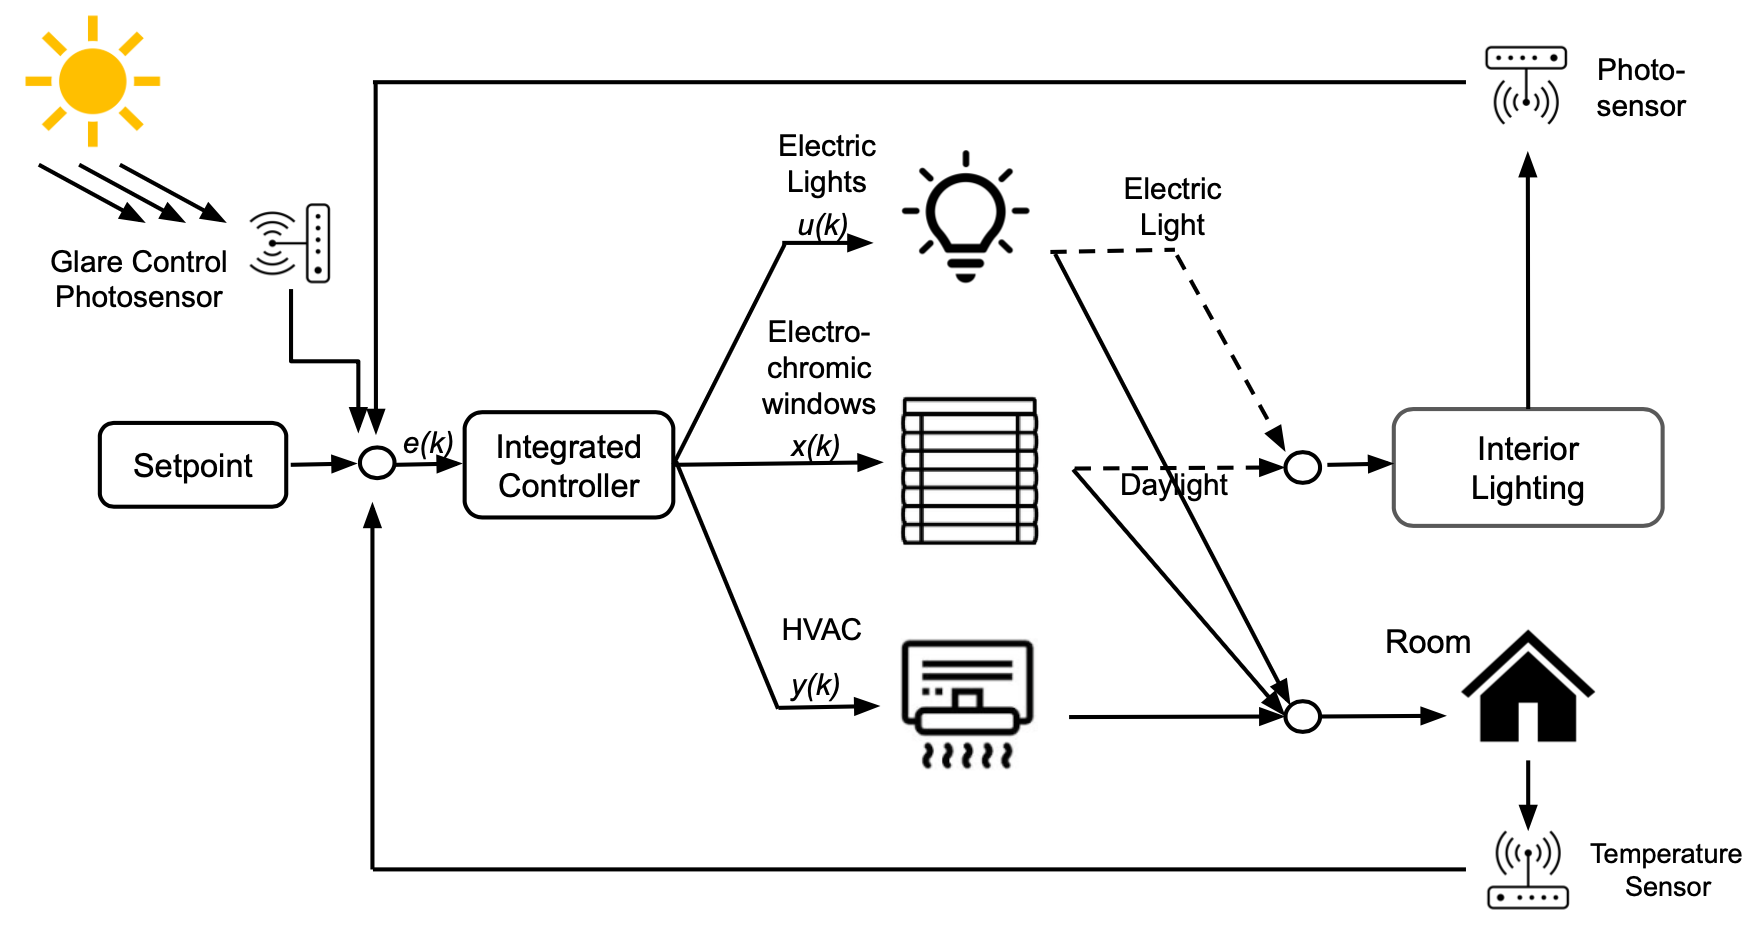 Photo-
sensor
Electric
Lights
u(k)
Electric
Light
Glare Control
Photosensor
Electro-
chromic
windows
x(k)
Setpoint
e(k)
Integrated
Controller
Daylight
Interior
Lighting
HVAC
y(k)
Room
Temperature
Sensor